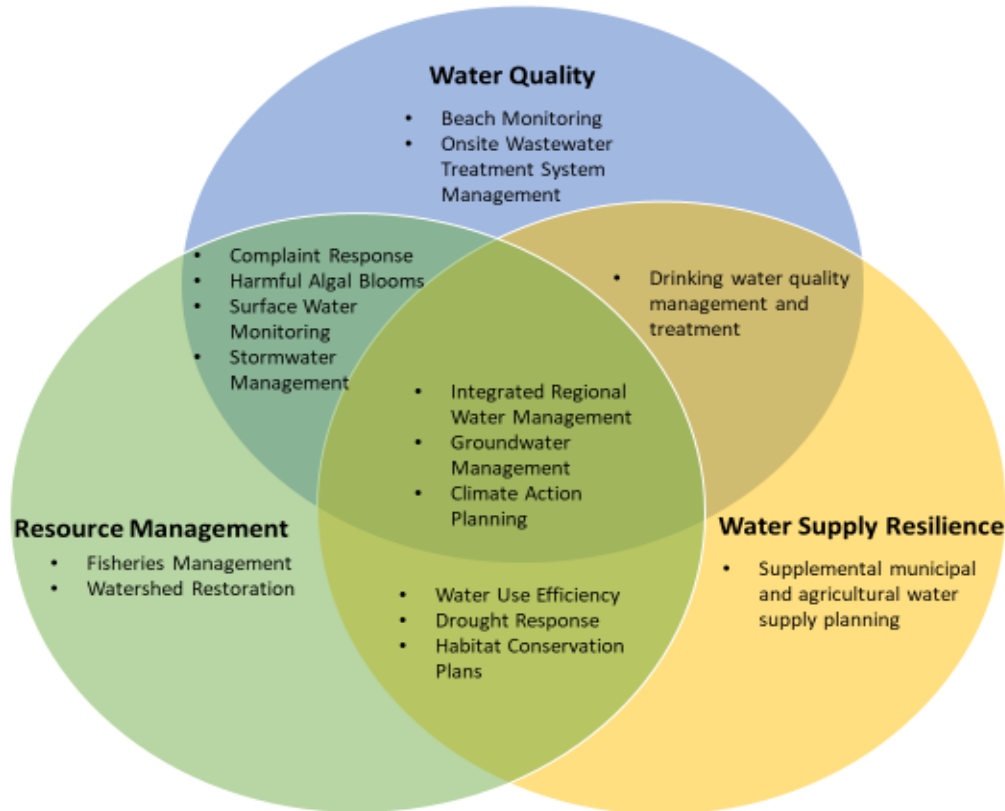 Water Quality
• Beach Monitoring
• Onsite Wastewater
Treatment System
Management
• Complaint Response
• Harmful Algal Blooms
• Surface Water
Monitoring
• Stormwater
Management
• Drinking water quality
management and
treatment
• Integrated Regional
Water Management
• Groundwater
Management
• Climate Action
Planning
Resource Management
• Fisheries Management
• Watershed Restoration
Water Supply Resilience
• Supplemental municipal
and agricultural water
supply planning
• Water Use Efficiency
• Drought Response
• Habitat Conservation
Plans